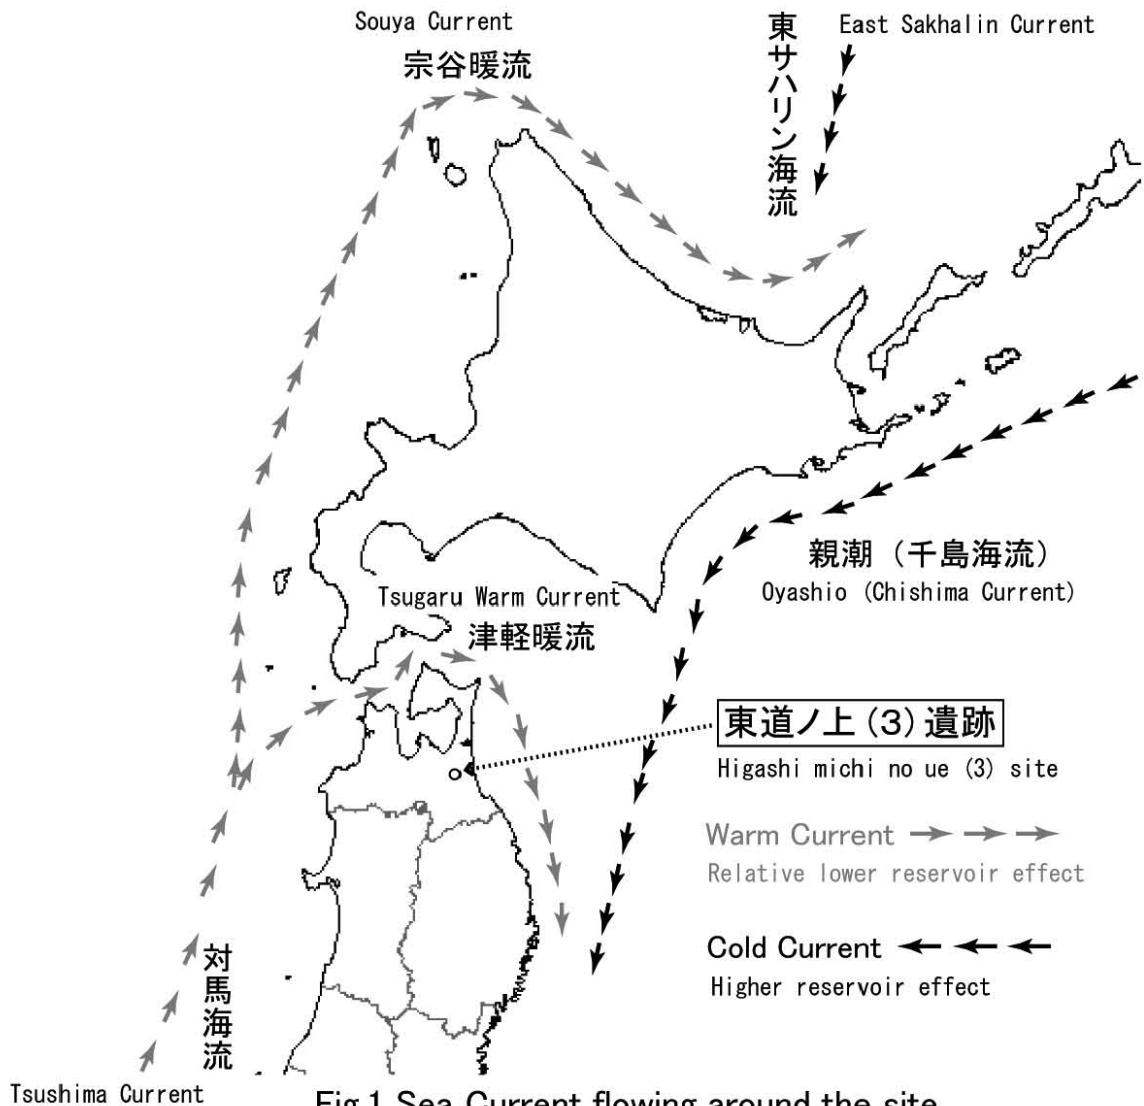 Souya Current
宗谷暖流
東サハリン海流
East Sakhalin Current
親潮（千島海流）
Oyashio (Chishima Current)
Tsugaru Warm Current
津軽暖流
東道ノ上(3)遺跡
Higashi michi no ue (3) site
Warm Current
Relative lower reservoir effect
Cold Current
Higher reservoir effect
対馬海流
Tsushima Current
Fig.1 Sea Current flowing around the site